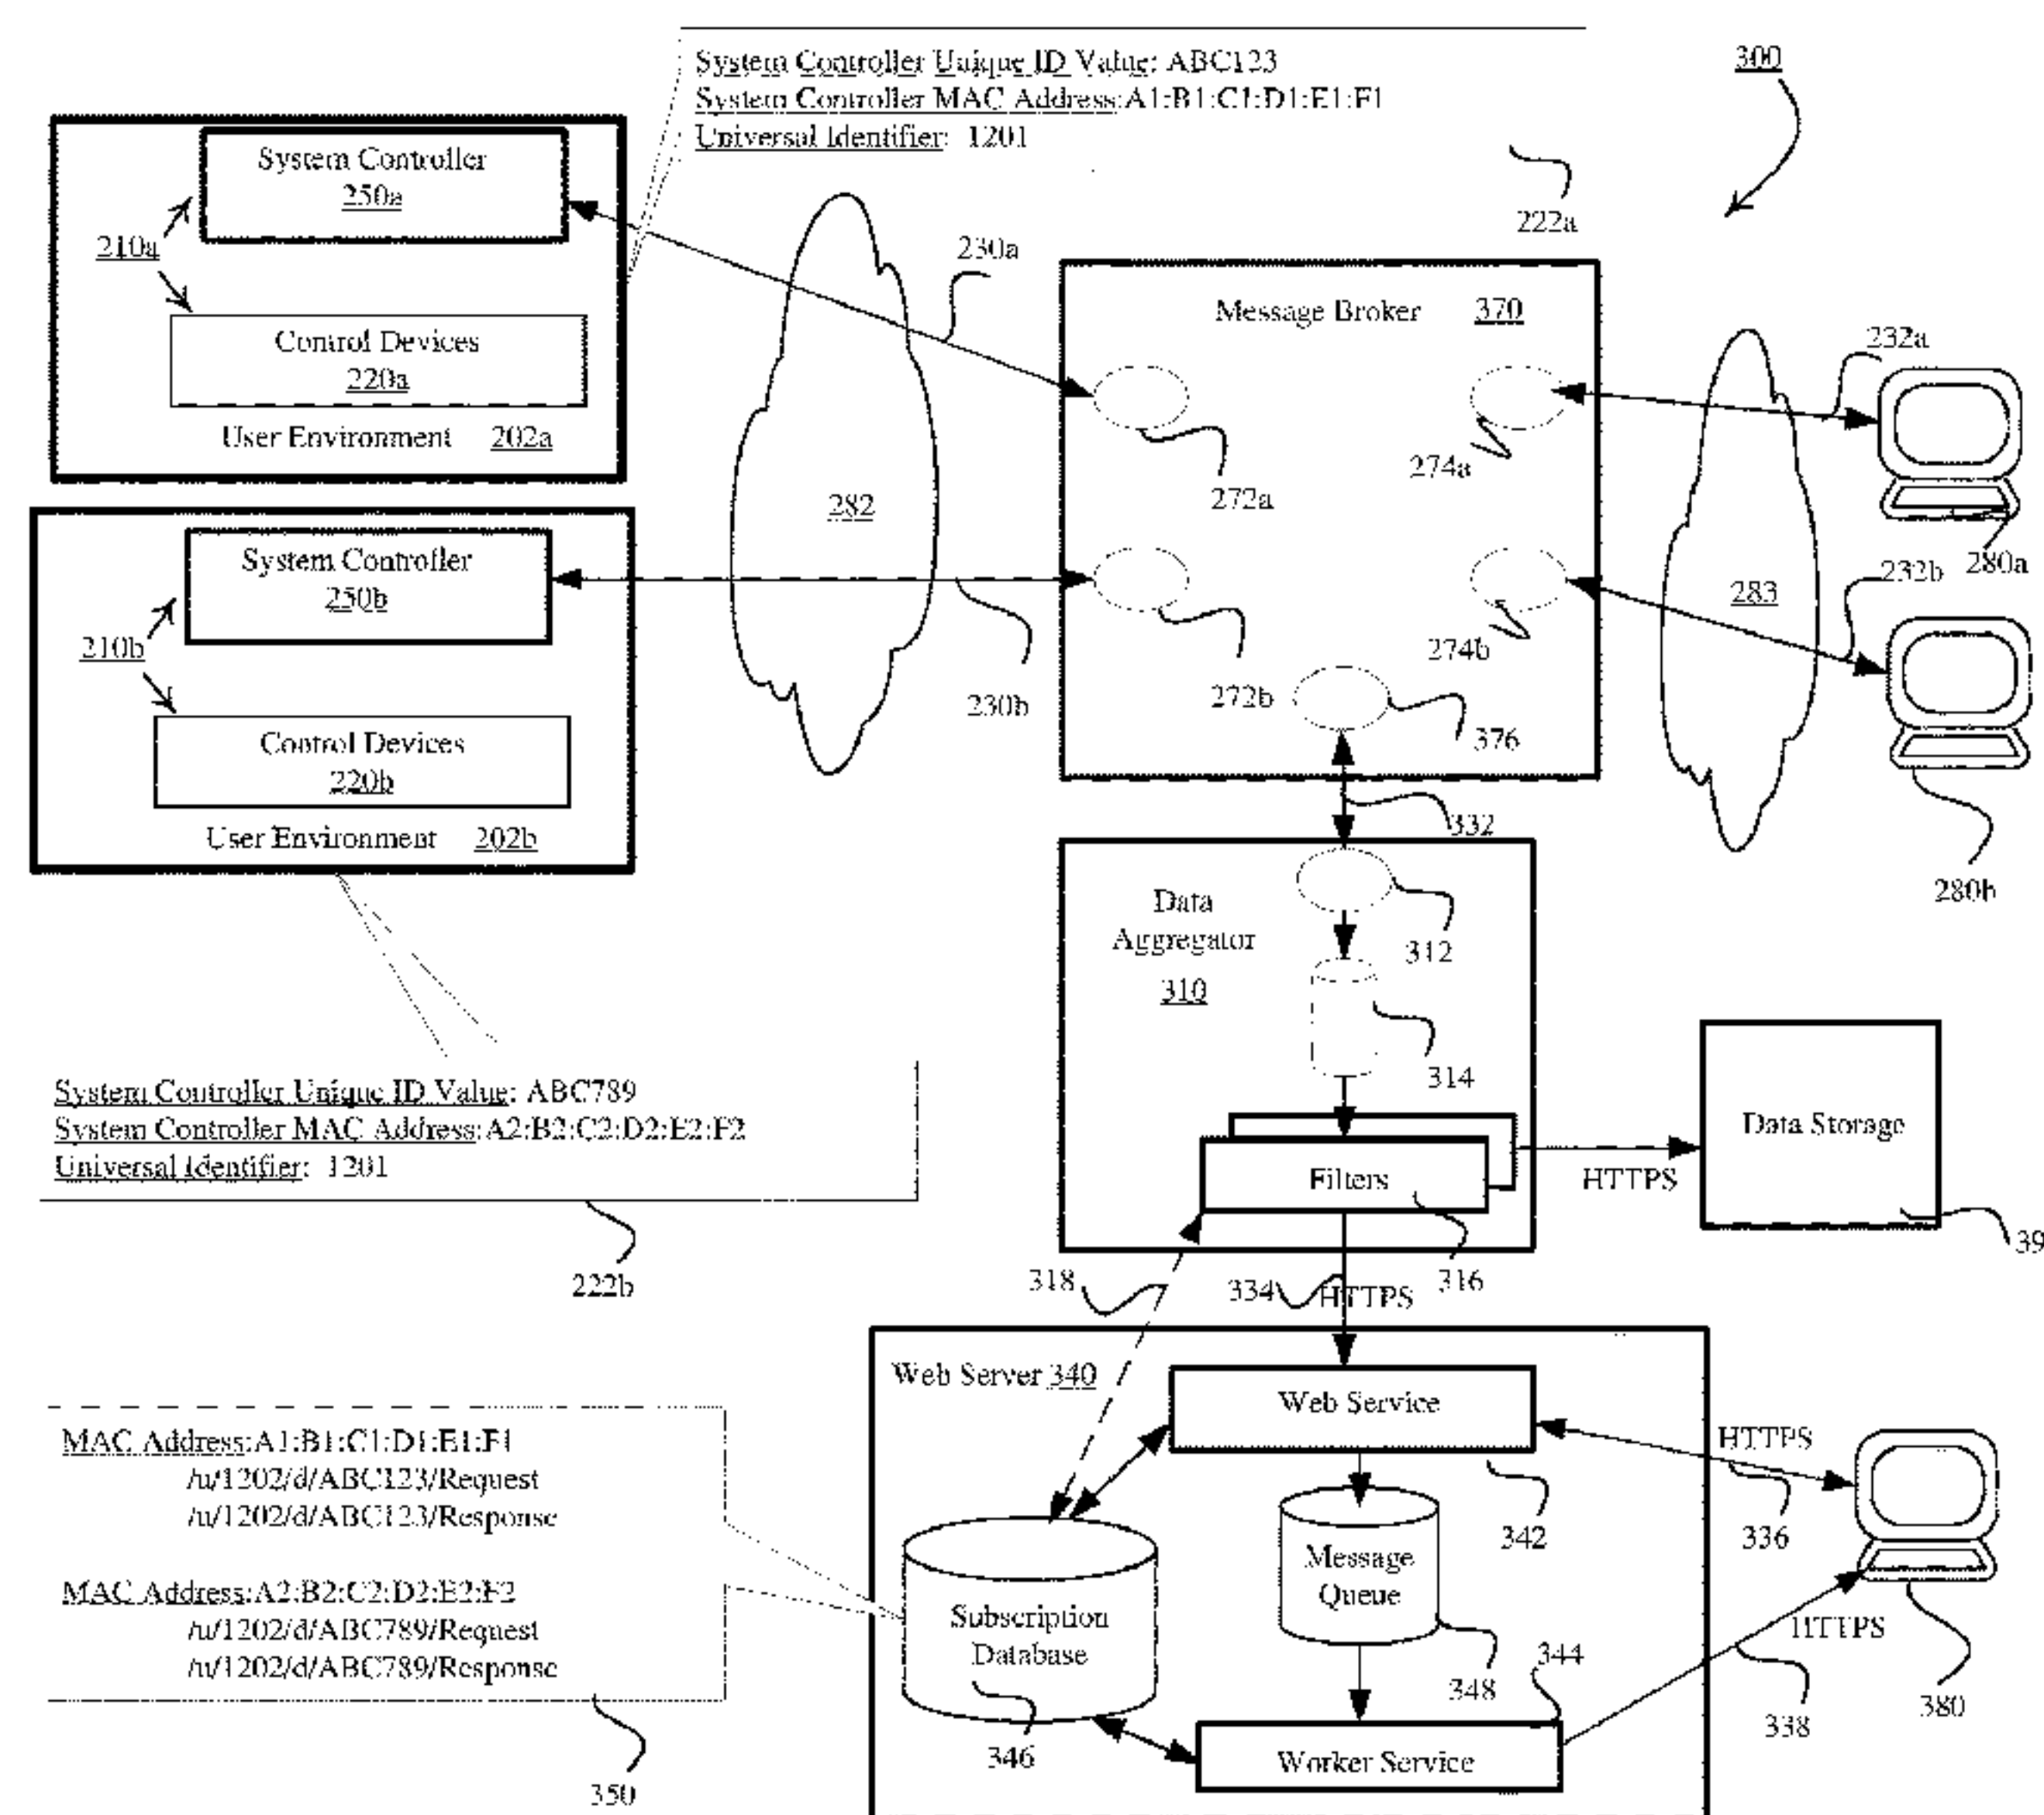 System Controller Unique ID Value: ABC123
System Controller MAC Address:A1:B1:C1:D1:E1:F1
Universal Identifier: 1201
300
222a
System Controller
250a
210a
Control Devices
220a
User Environment 202a
230a
Message Broker 370
232a
272a
274a
280a
282
283
System Controller
250b
210b
Control Devices
220b
User Environment 202b
230b
272b
274b
232b
376
332
280b
Data
Aggregator
310
312
314
Filters
316
HTTPS
Data Storage
39
System Controller Unique ID Value: ABC789
System Controller MAC Address:A2:B2:C2:D2:E2:F2
Universal Identifier: 1201
222b
318
334
HTTPS
Web Server 340
Web Service
342
HTTPS
336
MAC Address:A1:B1:C1:D1:E1:F1
/u/1202/d/ABC123/Request
/u/1202/d/ABC123/Response
MAC Address:A2:B2:C2:D2:E2:F2
/u/1202/d/ABC789/Request
/u/1202/d/ABC789/Response
350
Subscription
Database
346
Message
Queue
348
344
Worker Service
HTTPS
338
380